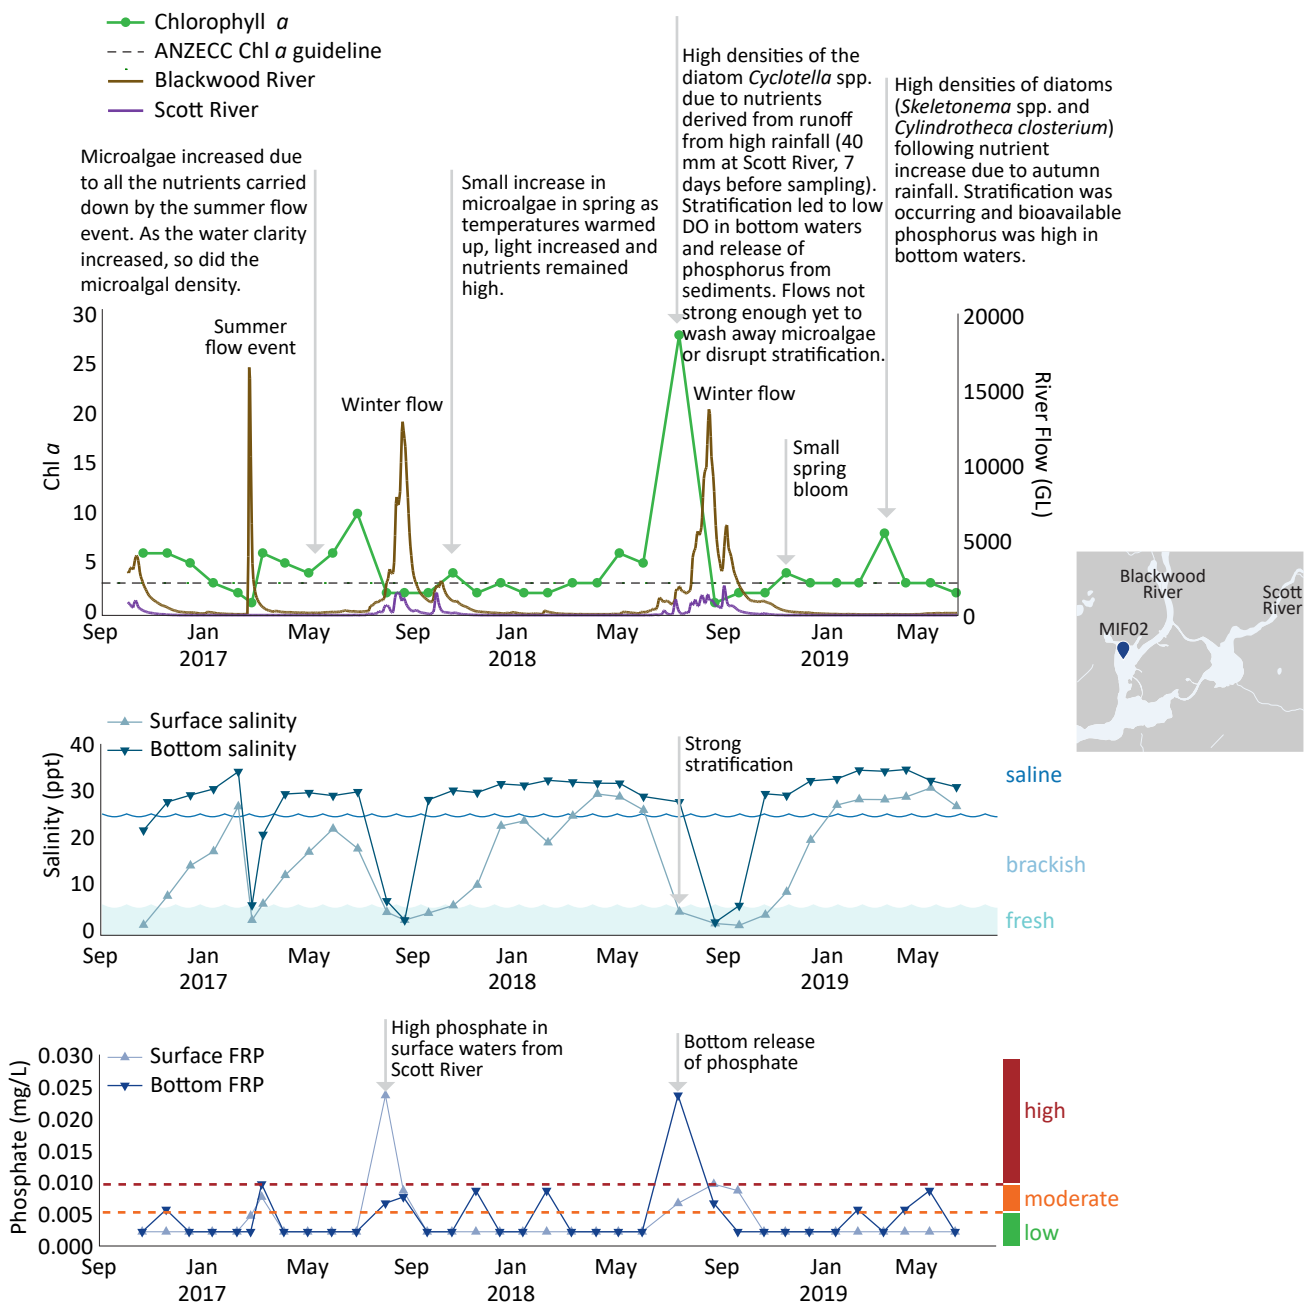 Chlorophyll a
ANZECC Chl a guideline
Blackwood River
Scott River
Microalgae increased due
to all the nutrients carried
down by the summer flow
event. As the water clarity
increased, so did the
microalgal density.
Small increase in
microalgae in spring as
temperatures warmed
up, light increased and
nutrients remained
high.
High densities of the
diatom Cyclotella spp.
due to nutrients
derived from runoff
from high rainfall (40
mm at Scott River, 7
days before sampling).
Stratification led to low
DO in bottom waters
and release of
phosphorus from
sediments. Flows not
strong enough yet to
wash away microalgae
or disrupt stratification.
High densities of diatoms
(Skeletonema spp. and
Cylindrotheca closterium)
following nutrient
increase due to autumn
rainfall. Stratification was
occurring and bioavailable
phosphorus was high in
bottom waters.
Summer
flow event
Winter flow
Winter flow
Small
spring
bloom
Chl a
30
25
20
15
10
5
0
River Flow (GL)
20000
15000
10000
5000
0
Sep Jan May Sep Jan May Sep Jan May
2017 2018 2019
Blackwood
River
Scott
River
MIF02
Surface salinity
Bottom salinity
Strong
stratification
Salinity (ppt)
40
30
20
10
0
saline
brackish
fresh
Sep Jan May Sep Jan May Sep Jan May
2017 2018 2019
Surface FRP
Bottom FRP
High phosphate in
surface waters from
Scott River
Bottom release
of phosphate
Phosphate (mg/L)
0.030
0.025
0.020
0.015
0.010
0.005
0.000
high
moderate
low
Sep Jan May Sep Jan May Sep Jan May
2017 2018 2019